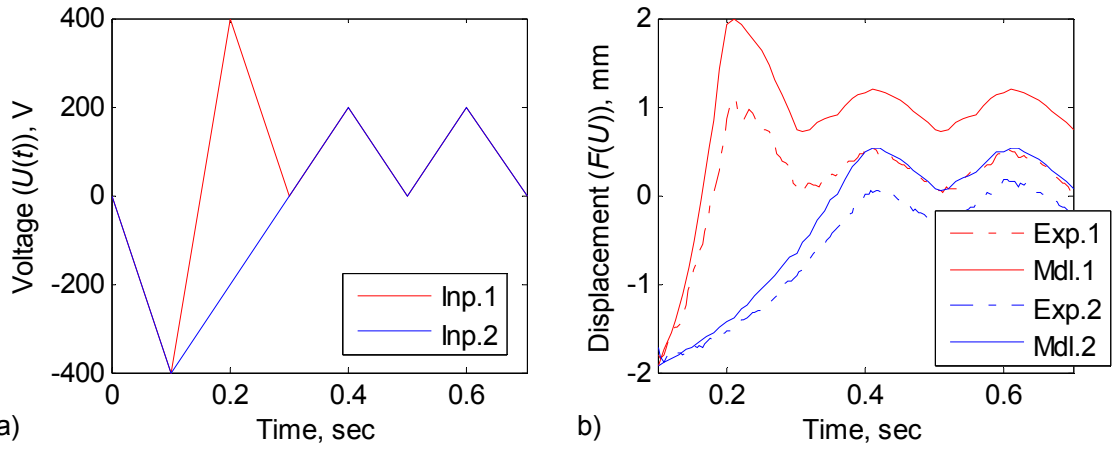 400
200
0
-200
-400
Voltage (U(t)), V
0
0.2
0.4
0.6
Time, sec
Inp.1
Inp.2
a)
2
1
0
-1
-2
Displacement (F(U)), mm
0.2
0.4
0.6
Time, sec
Exp.1
Mdl.1
Exp.2
Mdl.2
b)